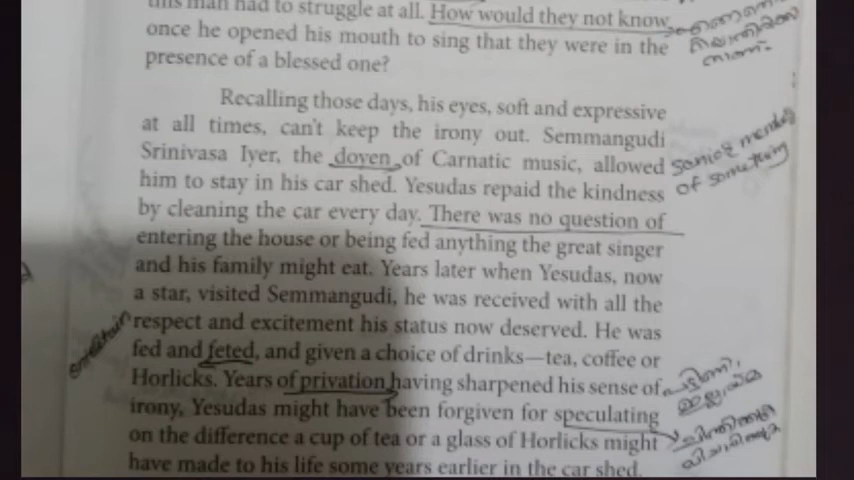 this man had to struggle at all. How would they not know
once he opened his mouth to sing that they were in the
presence of a blessed one?
Recalling those days, his eyes, soft and expressive
at all times, can't keep the irony out. Semmangudi
Srinivasa Iyer, the doyen of Carnatic music, allowed
senior member
him to stay in his car shed. Yesudas repaid the kindness
of something
by cleaning the car every day. There was no question of
entering the house or being fed anything the great singer
and his family might eat. Years later when Yesudas, now
a star, visited Semmangudi, he was received with all the
respect and excitement his status now deserved. He was
fed and feted, and given a choice of drinks—tea, coffee or
Horlicks. Years of privation having sharpened his sense of
പട്ടിണി,
irony, Yesudas might have been forgiven for speculating
ഇല്ലായ്മ
on the difference a cup of tea or a glass of Horlicks might
have made to his life some years earlier in the car shed.